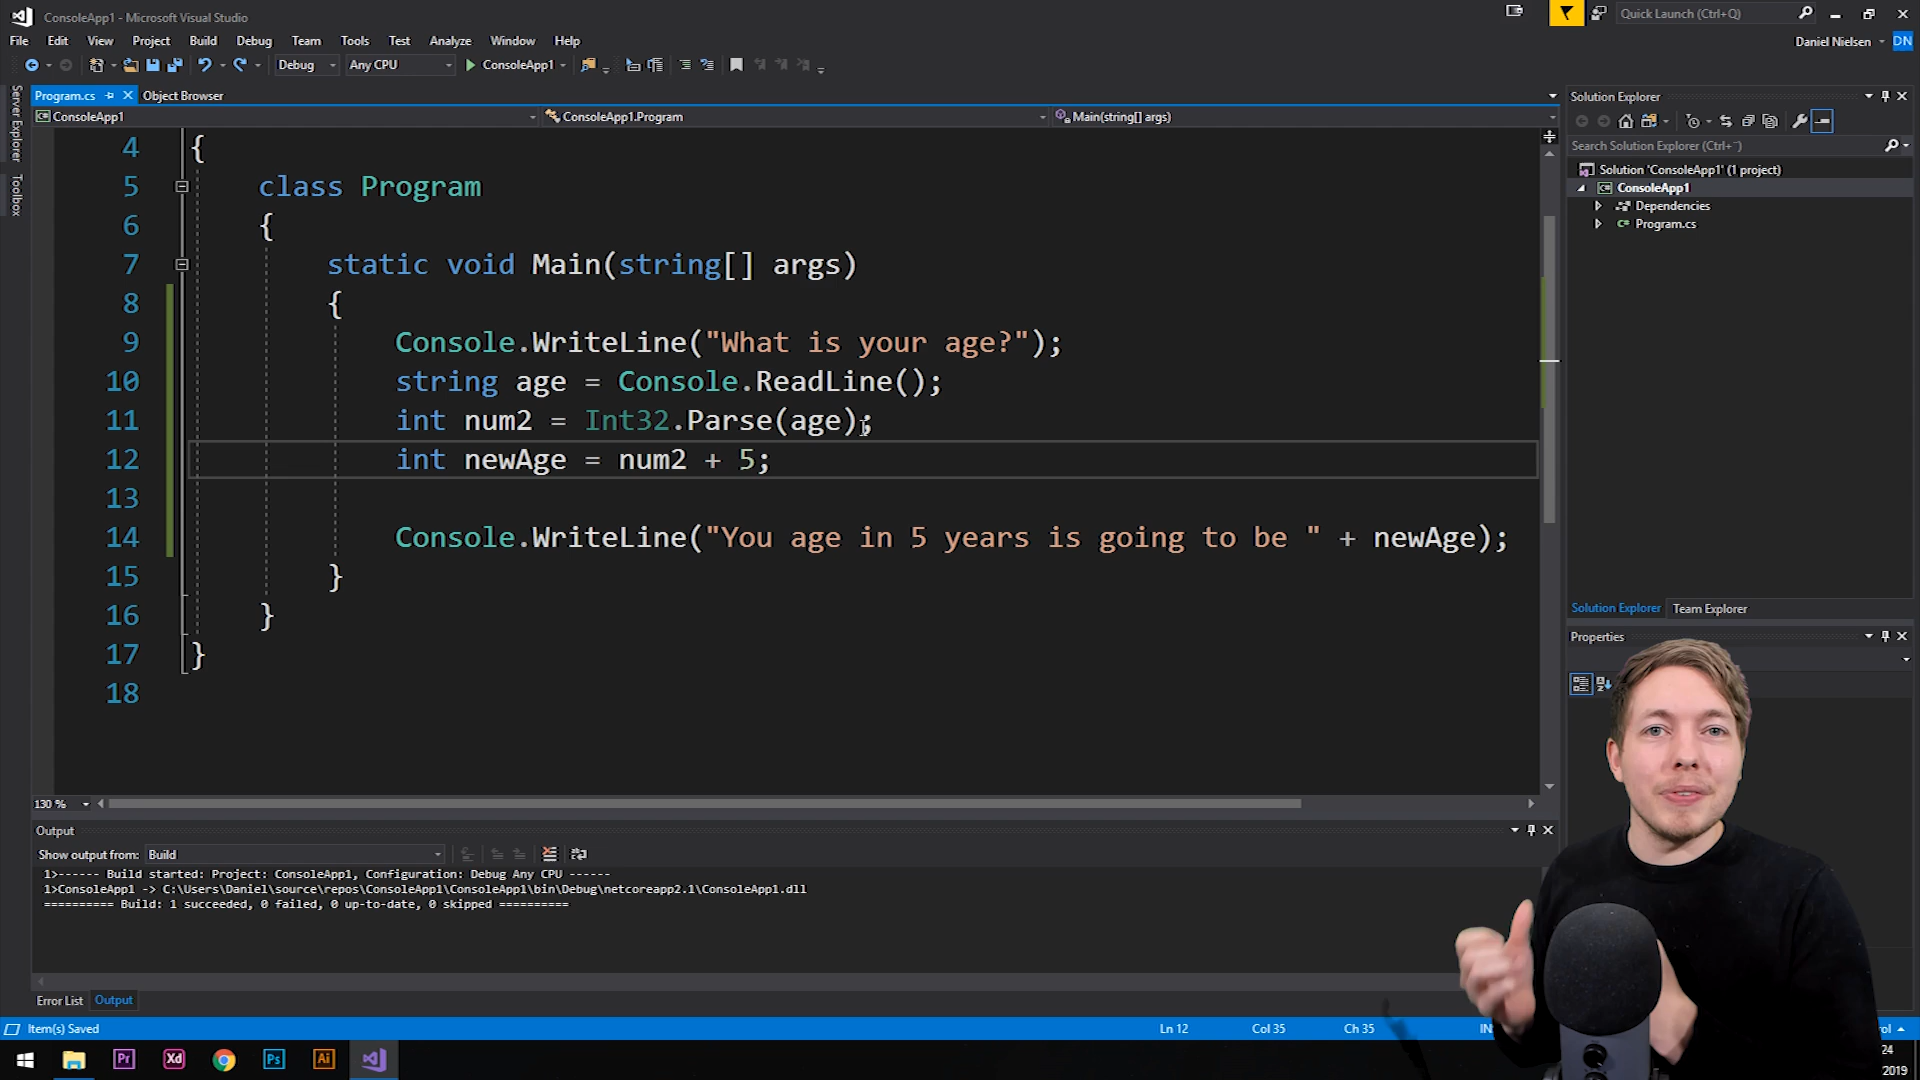 ConsoleApp1 - Microsoft Visual Studio
Quick Launch (Ctrl+Q)
File Edit View Project Build Debug Team Tools Test Analyze Window Help
Daniel Nielsen DN
Debug Any CPU ConsoleApp1
Server Explorer
Toolbox
Program.cs Object Browser
ConsoleApp1 ConsoleApp1.Program Main(string[] args)
4 {
5 class Program
6 {
7 static void Main(string[] args)
8 {
9 Console.WriteLine("What is your age?");
10 string age = Console.ReadLine();
11 int num2 = Int32.Parse(age);
12 int newAge = num2 + 5;
13
14 Console.WriteLine("You age in 5 years is going to be " + newAge);
15 }
16 }
17 }
18
130 %
Solution Explorer
Search Solution Explorer (Ctrl+¨)
Solution 'ConsoleApp1' (1 project)
ConsoleApp1
Dependencies
Program.cs
Solution Explorer Team Explorer
Properties
Output
Show output from: Build
1>------ Build started: Project: ConsoleApp1, Configuration: Debug Any CPU ------
1>ConsoleApp1 -> C:\Users\Daniel\source\repos\ConsoleApp1\ConsoleApp1\bin\Debug\netcoreapp2.1\ConsoleApp1.dll
========== Build: 1 succeeded, 0 failed, 0 up-to-date, 0 skipped ==========
Error List Output
Item(s) Saved Ln 12 Col 35 Ch 35
Pr Xd Ps Ai
24
2019